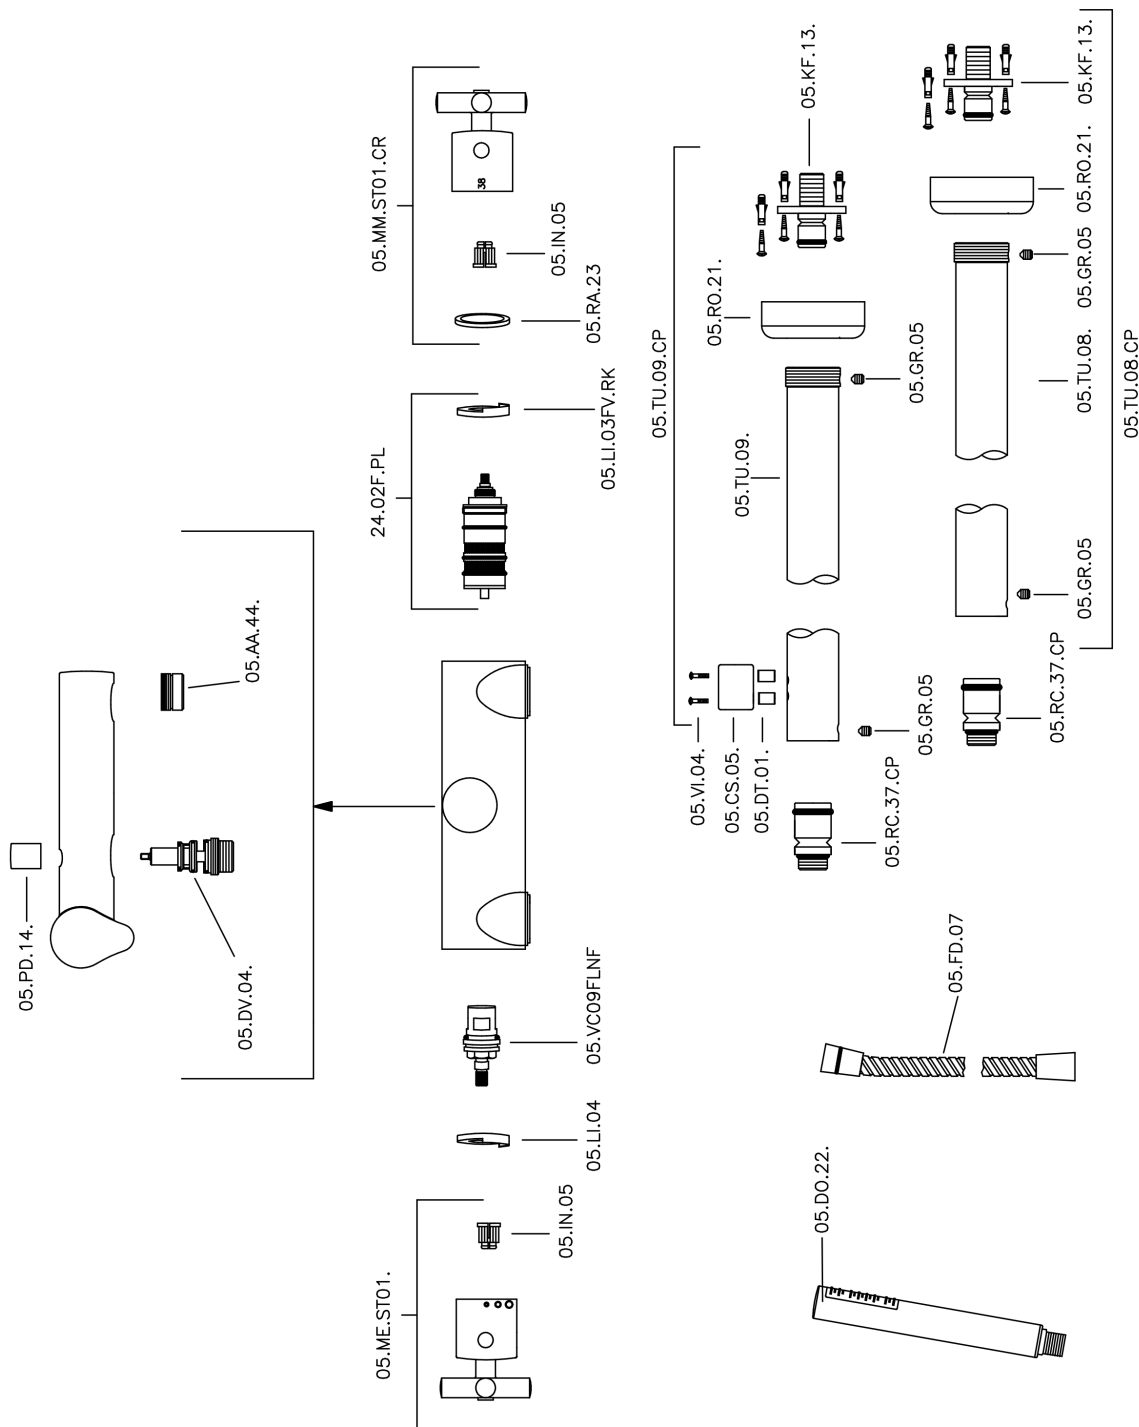 05.PD.14.
05.DV.04.
05.AA.44.
05.ME.ST01.
05.IN.05
05.LI.04
05.VC09FLNF
24.02F.PL
05.LI.03FV.RK
05.MM.ST01.CR
38
05.IN.05
05.RA.23
05.TU.09.CP
05.VI.04.
05.CS.05.
05.DT.01.
05.TU.09.
05.RO.21.
05.KF.13.
05.RC.37.CP
05.GR.05
05.GR.05
05.RC.37.CP
05.GR.05
05.TU.08.
05.GR.05
05.RO.21.
05.KF.13.
05.TU.08.CP
05.DO.22.
05.FD.07